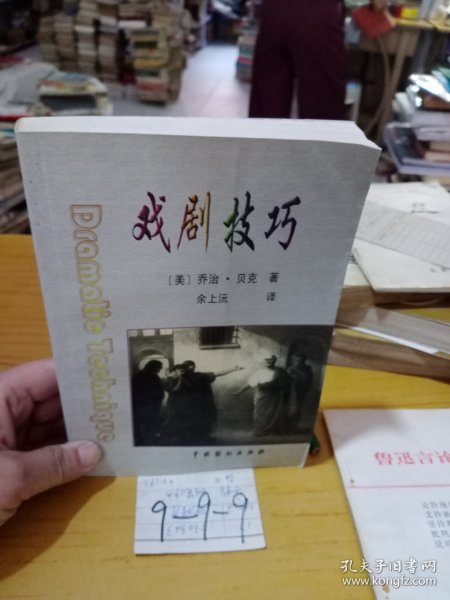 戏剧技巧
[美] 乔治·贝克 著
余上沅 译
Dramatic Technique
中国戏剧出版社
9-9-9
鲁迅言论
孔夫子旧书网
www.kongfz.com